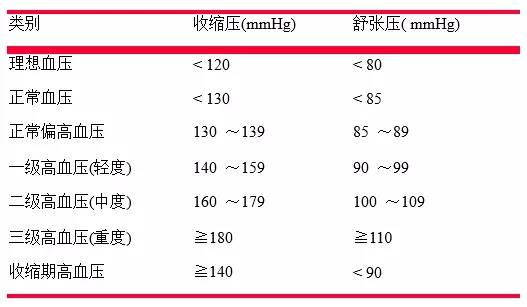 类别 收缩压(mmHg) 舒张压( mmHg)
理想血压 < 120 < 80
正常血压 < 130 < 85
正常偏高血压 130 ～139 85 ～89
一级高血压(轻度) 140 ～159 90 ～99
二级高血压(中度) 160 ～179 100 ～109
三级高血压(重度) ≧180 ≧110
收缩期高血压 ≧140 < 90